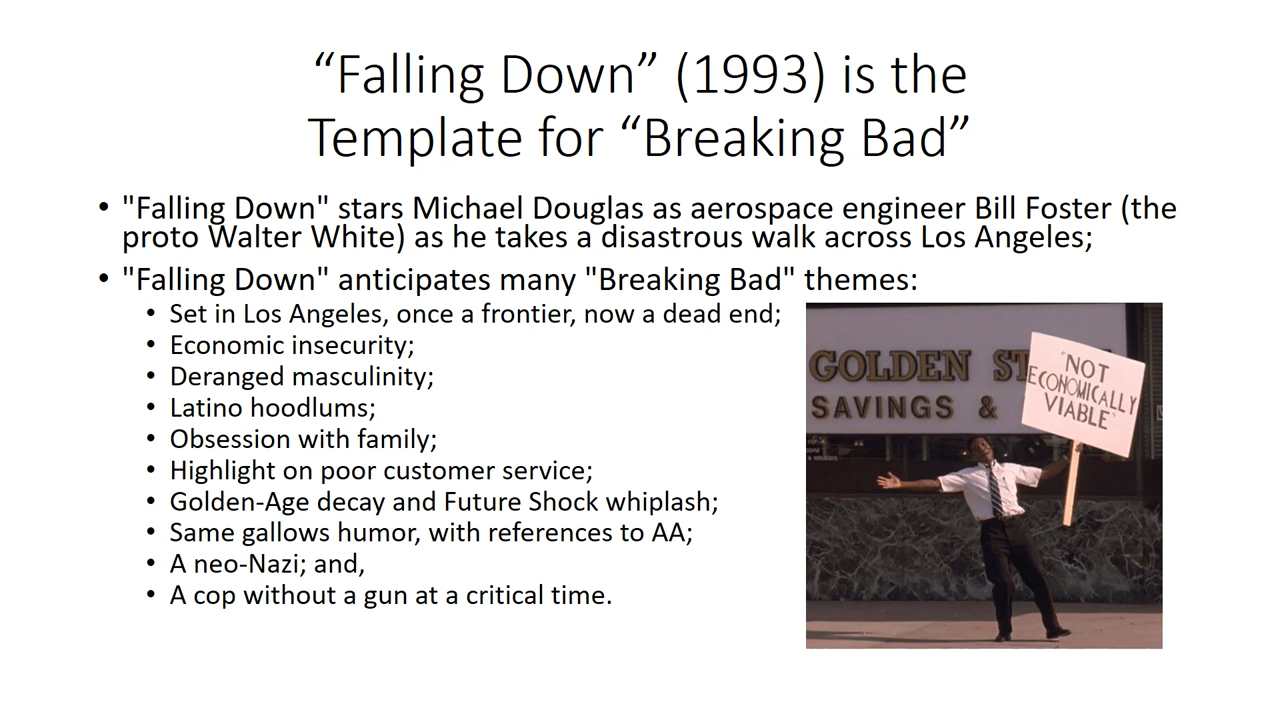 “Falling Down” (1993) is the
Template for “Breaking Bad”
• "Falling Down" stars Michael Douglas as aerospace engineer Bill Foster (the
proto Walter White) as he takes a disastrous walk across Los Angeles;
• "Falling Down" anticipates many "Breaking Bad" themes:
• Set in Los Angeles, once a frontier, now a dead end;
• Economic insecurity;
• Deranged masculinity;
• Latino hoodlums;
• Obsession with family;
• Highlight on poor customer service;
• Golden-Age decay and Future Shock whiplash;
• Same gallows humor, with references to AA;
• A neo-Nazi; and,
• A cop without a gun at a critical time.
GOLDEN ST
SAVINGS &
"NOT
ECONOMICALLY
VIABLE"